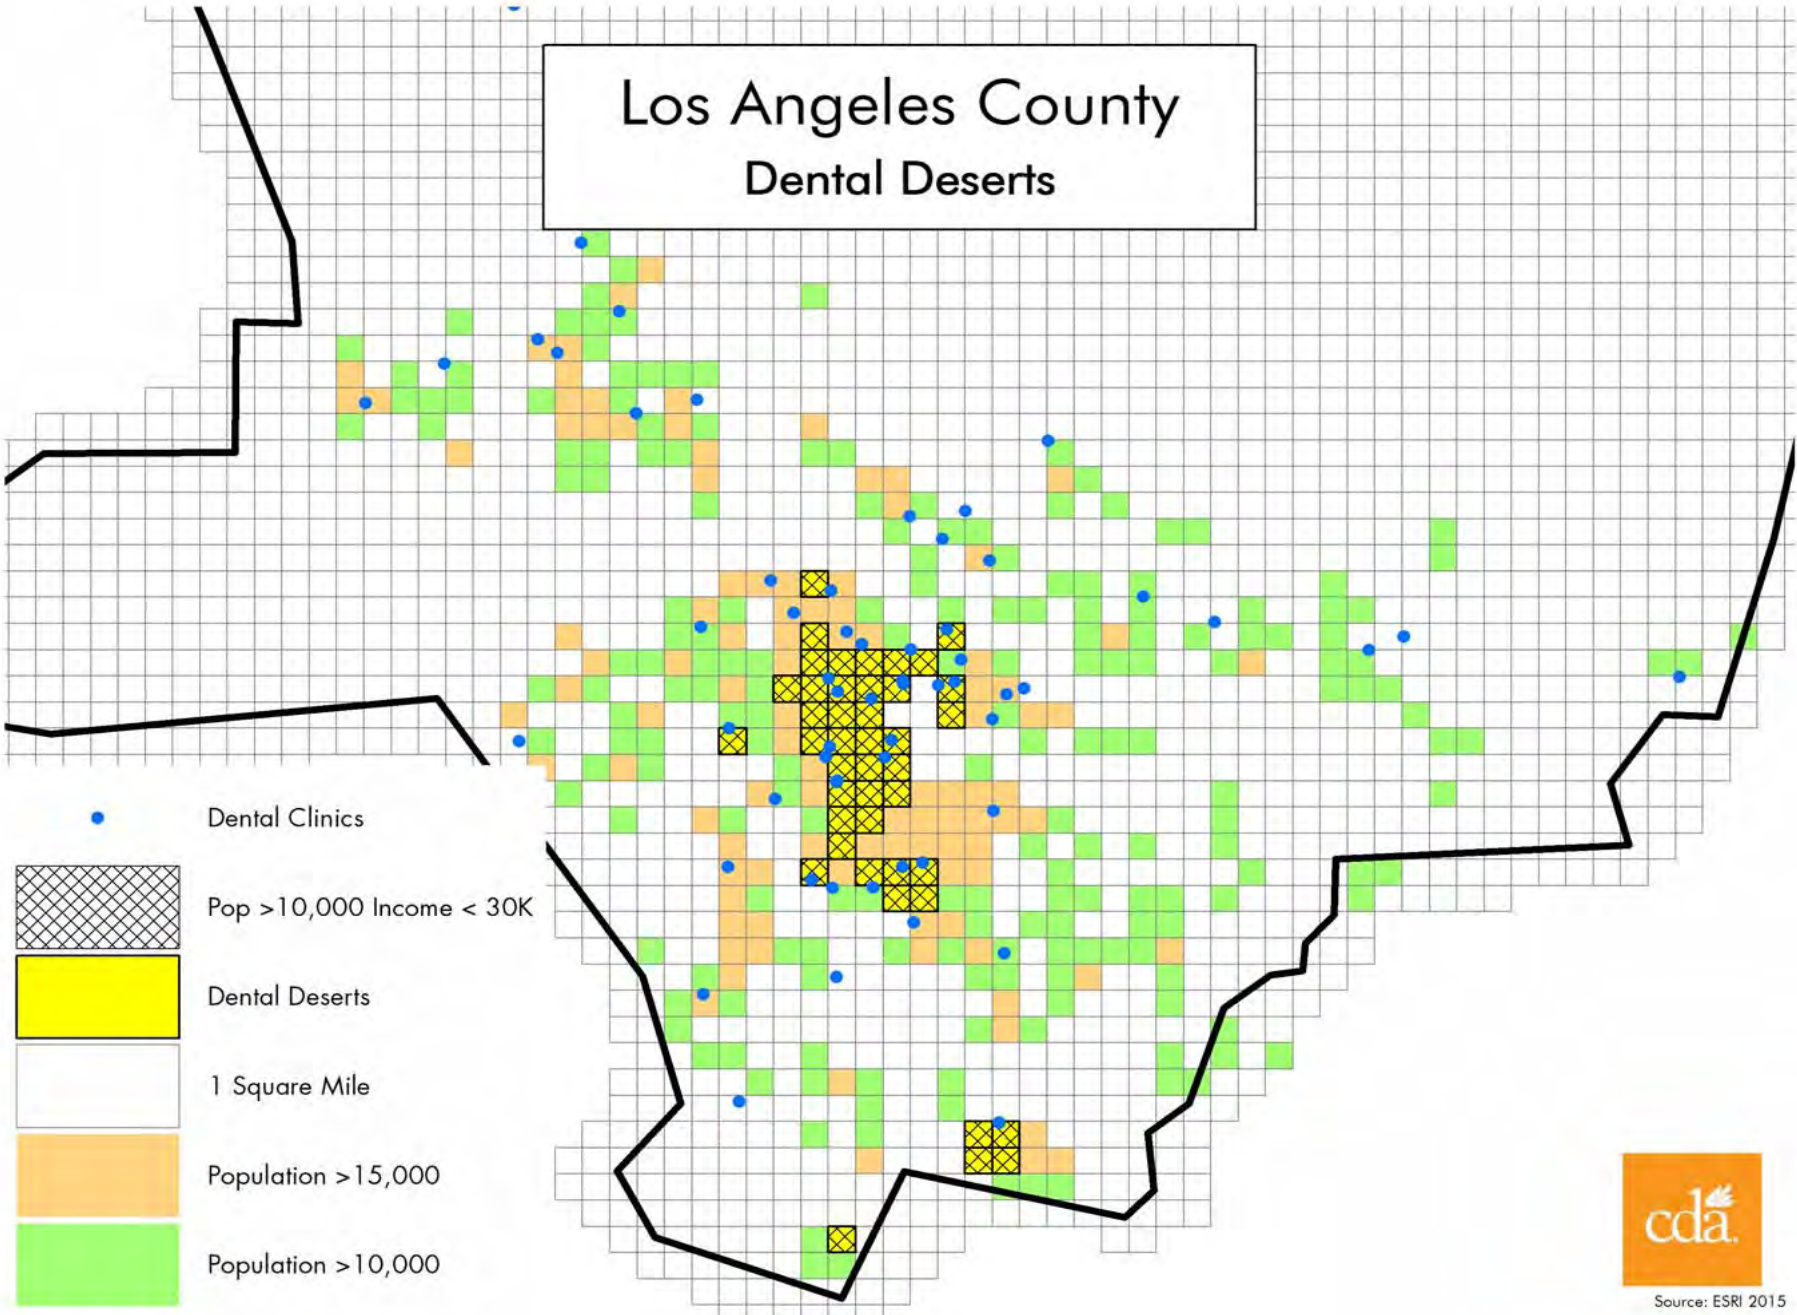 Los Angeles County
Dental Deserts
Dental Clinics
Pop >10,000 Income < 30K
Dental Deserts
1 Square Mile
Population >15,000
Population >10,000
cda.
Source: ESRI 2015